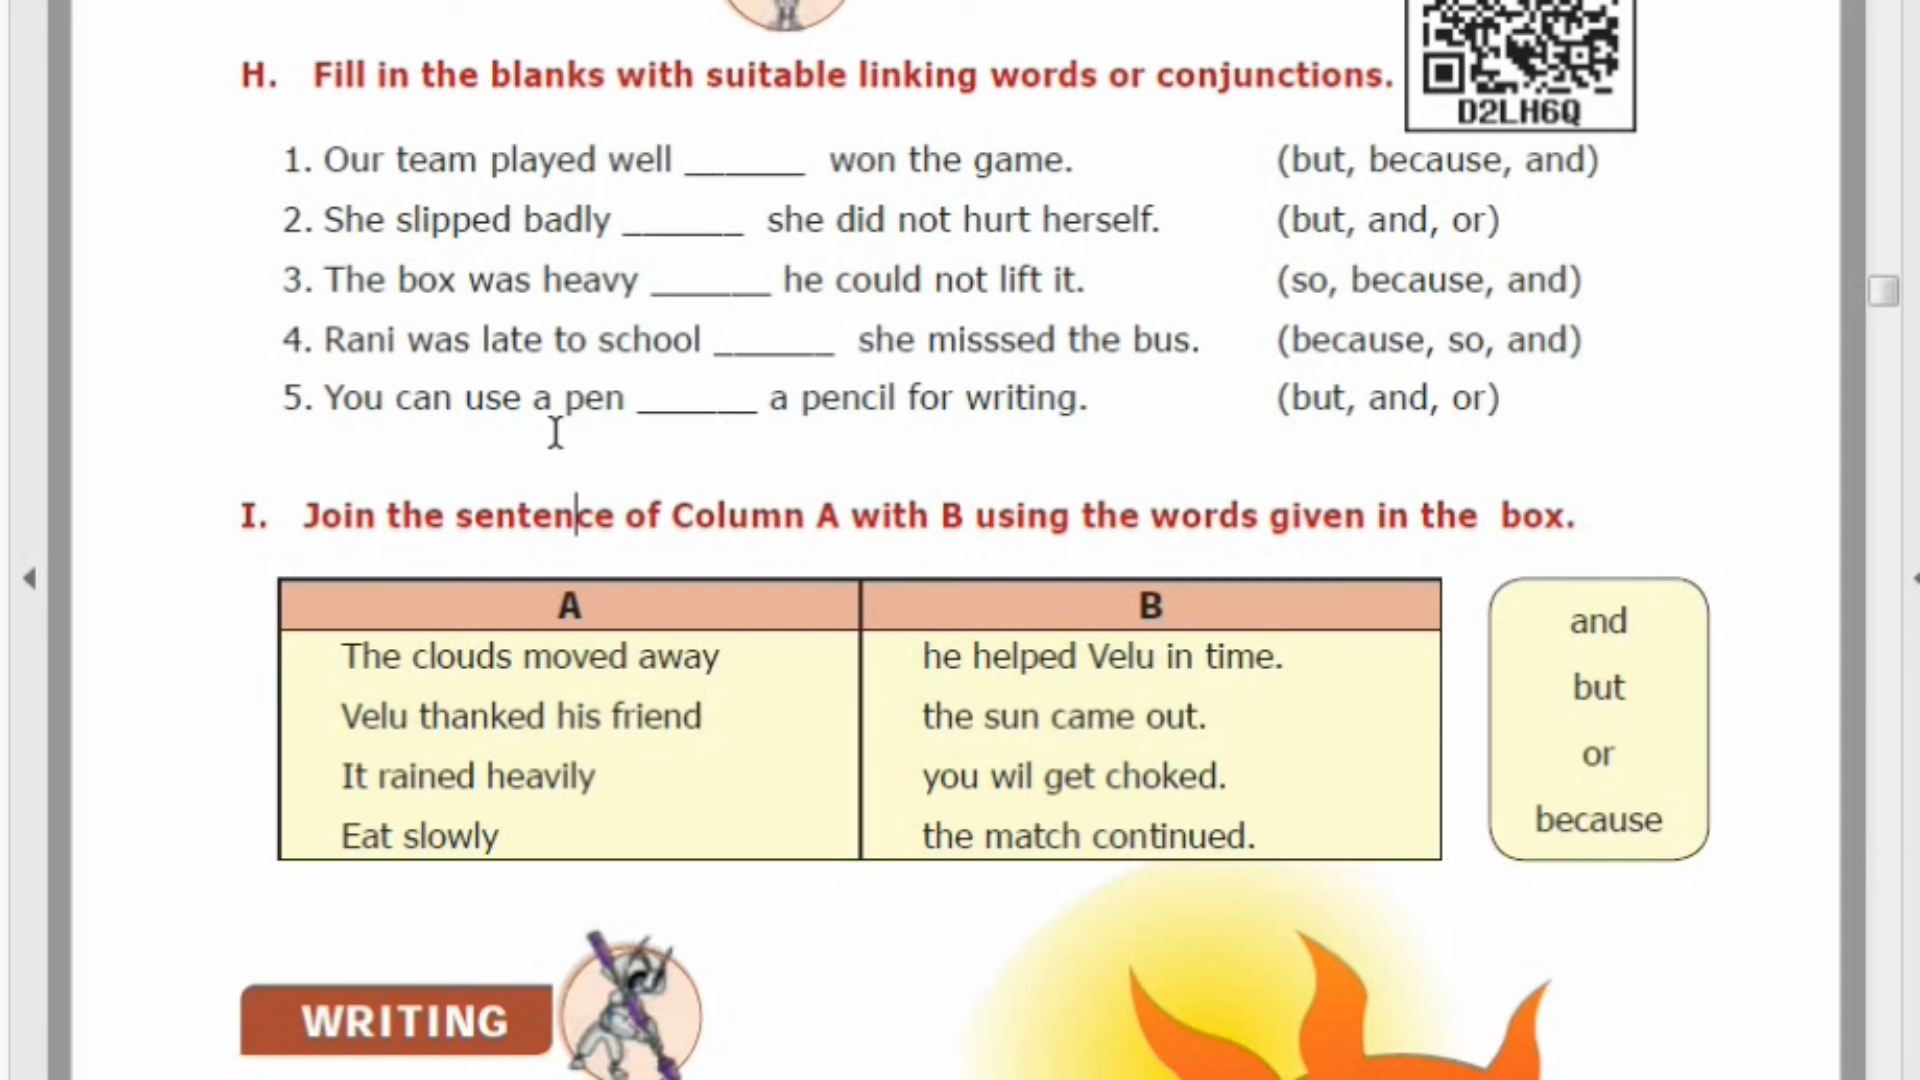 D2LH6Q
H. Fill in the blanks with suitable linking words or conjunctions.
1. Our team played well ______ won the game. (but, because, and)
2. She slipped badly ______ she did not hurt herself. (but, and, or)
3. The box was heavy ______ he could not lift it. (so, because, and)
4. Rani was late to school ______ she misssed the bus. (because, so, and)
5. You can use a pen ______ a pencil for writing. (but, and, or)
I. Join the sentence of Column A with B using the words given in the box.
A B
The clouds moved away he helped Velu in time.
Velu thanked his friend the sun came out.
It rained heavily you wil get choked.
Eat slowly the match continued.
and
but
or
because
WRITING